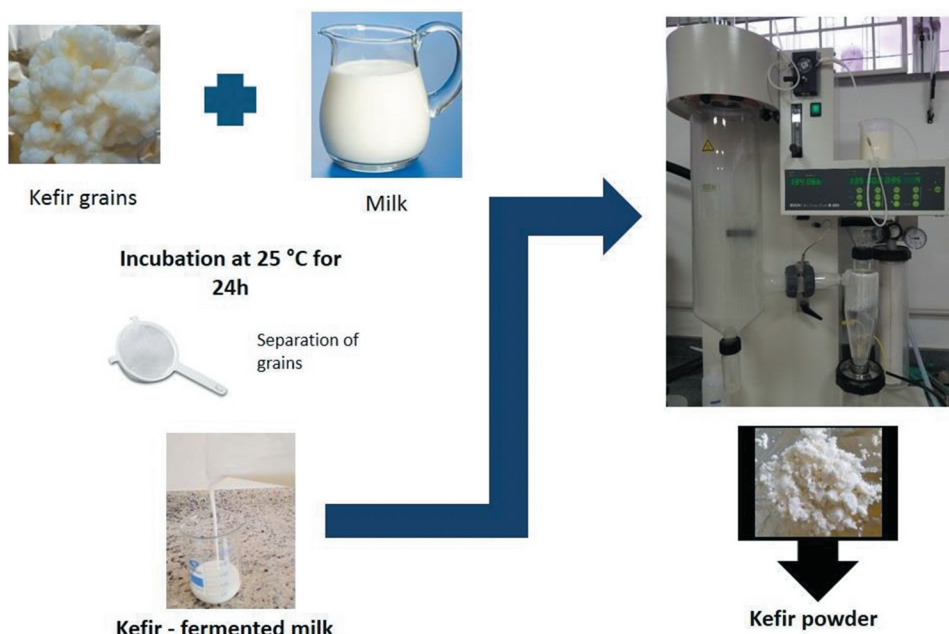 Kefir grains
Milk
Incubation at 25 °C for
24h
Separation of
grains
Kefir - fermented milk
Kefir powder